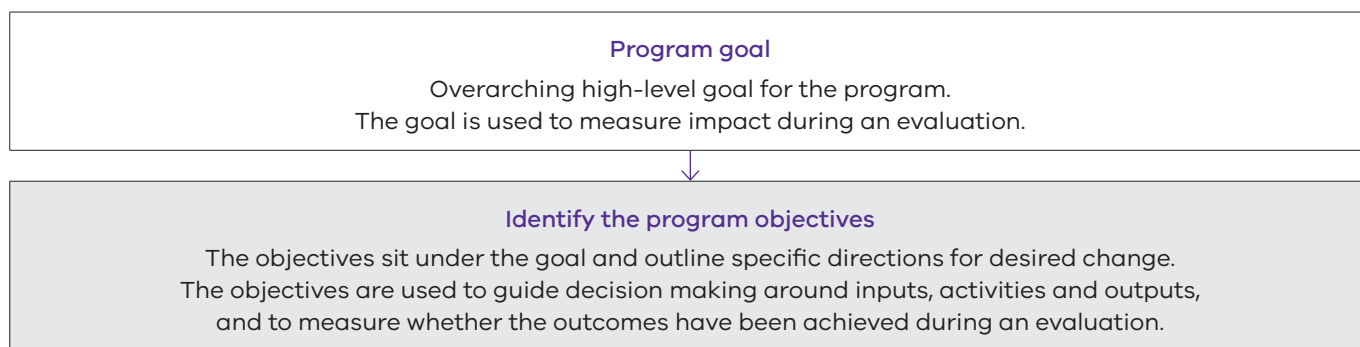 Program goal
Overarching high-level goal for the program.
The goal is used to measure impact during an evaluation.
Identify the program objectives
The objectives sit under the goal and outline specific directions for desired change.
The objectives are used to guide decision making around inputs, activities and outputs,
and to measure whether the outcomes have been achieved during an evaluation.